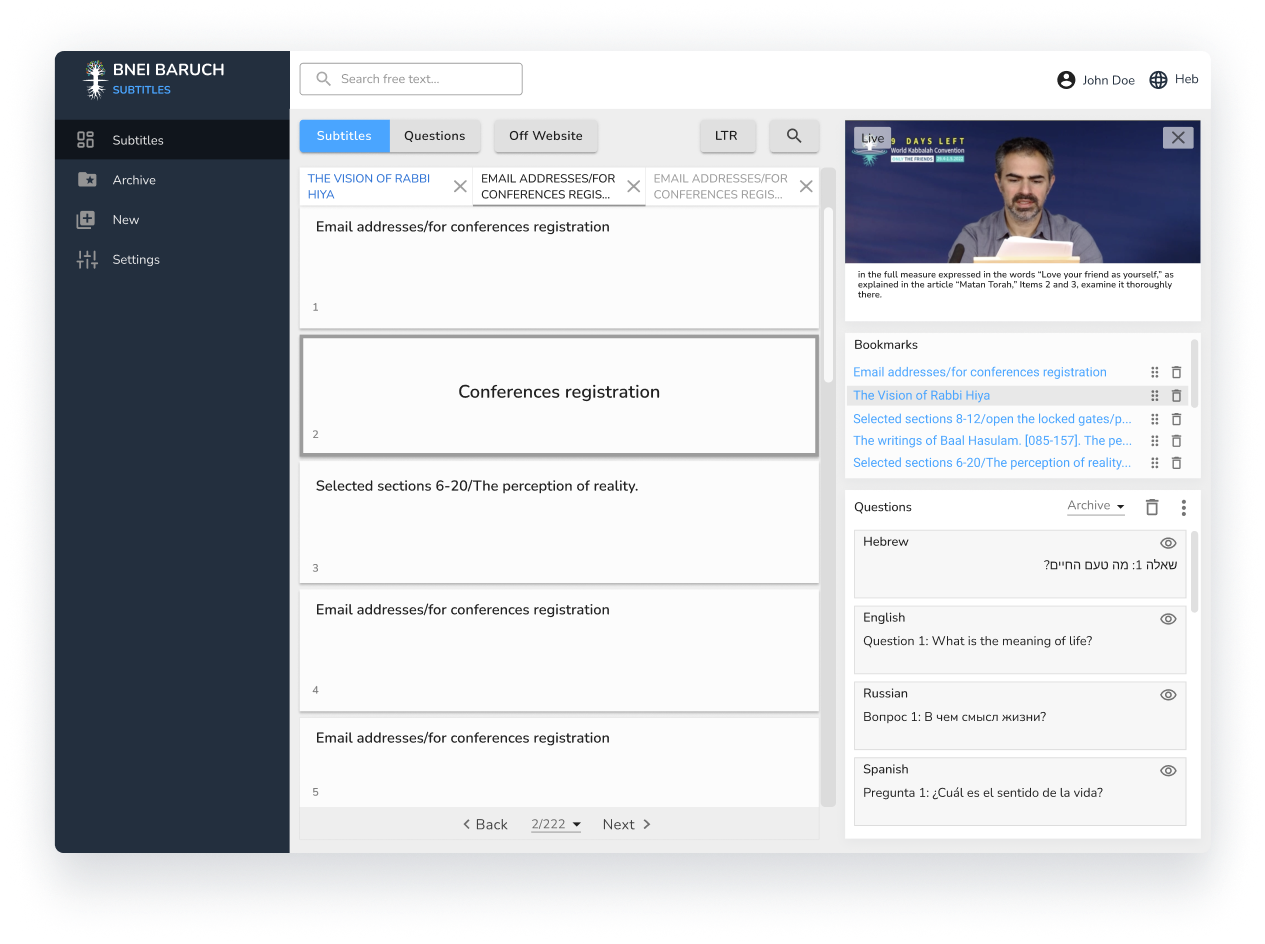 BNEI BARUCH
SUBTITLES
Search free text...
John Doe
Heb
Subtitles
Archive
New
Settings
Subtitles
Questions
Off Website
LTR
THE VISION OF RABBI
HIYA
EMAIL ADDRESSES/FOR
CONFERENCES REGIS...
EMAIL ADDRESSES/FOR
CONFERENCES REGIS...
Email addresses/for conferences registration
1
Conferences registration
2
Selected sections 6-20/The perception of reality.
3
Email addresses/for conferences registration
4
Email addresses/for conferences registration
5
Back
2/222
Next
Live
9 DAYS LEFT
World Kabbalah Convention
ONLY THE FRIENDS
in the full measure expressed in the words “Love your friend as yourself,” as
explained in the article “Matan Torah,” Items 2 and 3, examine it thoroughly
there.
Bookmarks
Email addresses/for conferences registration
The Vision of Rabbi Hiya
Selected sections 8-12/open the locked gates/p...
The writings of Baal Hasulam. [085-157]. The pe...
Selected sections 6-20/The perception of reality...
Questions
Archive
Hebrew
שאלה 1: מה טעם החיים?
English
Question 1: What is the meaning of life?
Russian
Вопрос 1: В чем смысл жизни?
Spanish
Pregunta 1: ¿Cuál es el sentido de la vida?